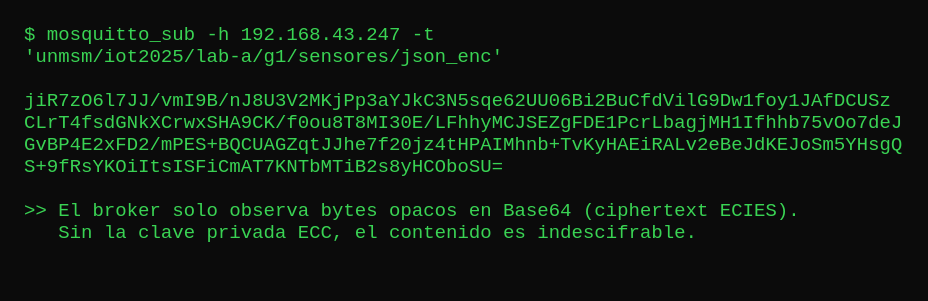 $ mosquitto_sub -h 192.168.43.247 -t
'unmsm/iot2025/lab-a/g1/sensores/json_enc'
jiR7zO6l7JJ/vmI9B/nJ8U3V2MKjPp3aYJkC3N5sqe62UU06Bi2BuCfdVilG9Dw1foy1JAfDCUSz
CLrT4fsdGNkXCrwxSHA9CK/f0ou8T8MI30E/LFhhyMCJSEZgFDE1PcrLbagjMH1Ifhhb75vOo7deJ
GvBP4E2xFD2/mPES+BQCUAGZqtJJhe7f20jz4tHPAIMhnb+TvKyHAEiRALv2eBeJdKEJoSm5YHsgQ
S+9fRsYKOiItsISFiCmAT7KNTbMTiB2s8yHCOboSU=
>> El broker solo observa bytes opacos en Base64 (ciphertext ECIES).
Sin la clave privada ECC, el contenido es indescifrable.